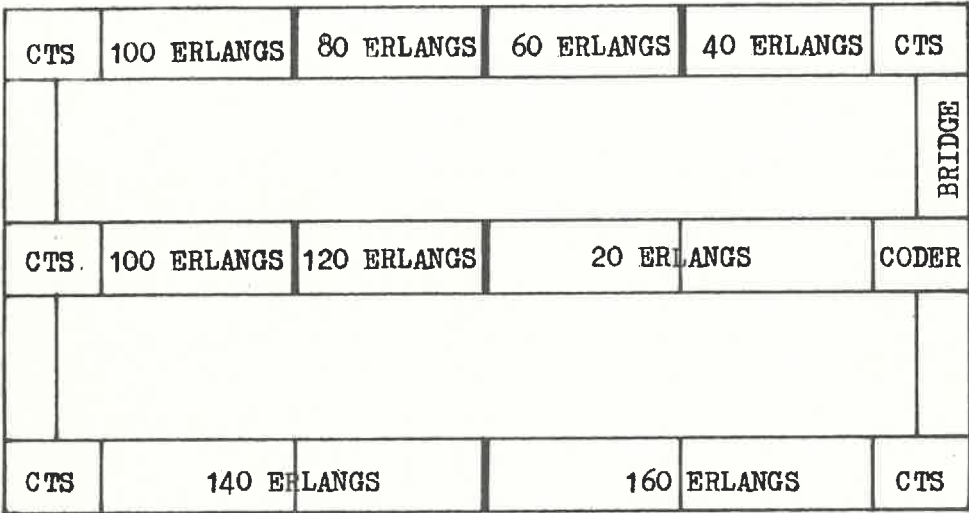 CTS 100 ERLANGS 80 ERLANGS 60 ERLANGS 40 ERLANGS CTS
BRIDGE
CTS. 100 ERLANGS 120 ERLANGS 20 ERLANGS CODER
CTS 140 ERLANGS 160 ERLANGS CTS